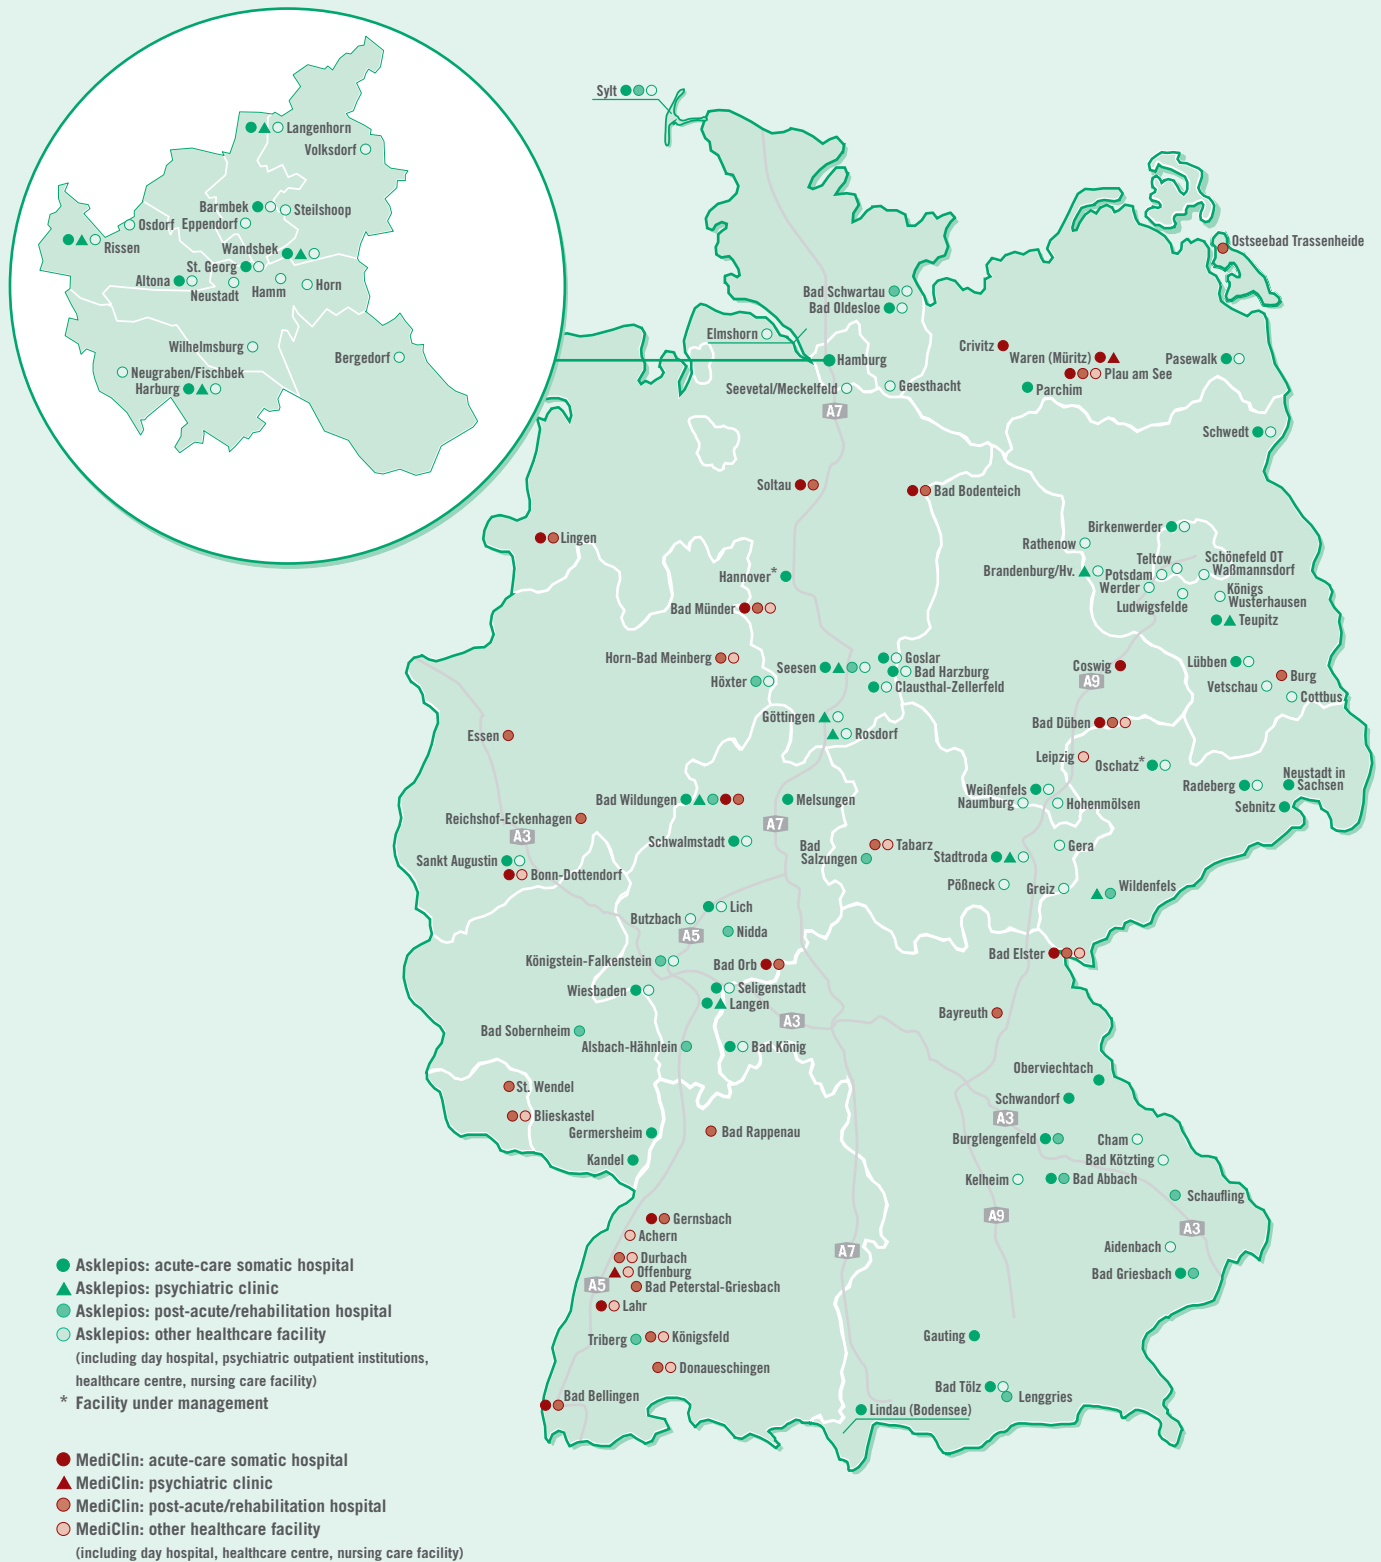 Sylt
Langenhorn
Volksdorf
Barmbek
Steilshoop
Eppendorf
Osdorf
Rissen
Wandsbek
St. Georg
Altona
Neustadt
Hamm
Horn
Wilhelmsburg
Bergedorf
Neugraben/Fischbek
Harburg
Ostseebad Trassenheide
Bad Schwartau
Bad Oldesloe
Elmshorn
Hamburg
Crivitz
Waren (Müritz)
Plau am See
Pasewalk
Parchim
Seevetal/Meckelfeld
Geesthacht
A7
Schwedt
Soltau
Bad Bodenteich
Lingen
Birkenwerder
Rathenow
Teltow
Schönefeld OT
Waßmannsdorf
Brandenburg/Hv.
Potsdam
Werder
Ludwigsfelde
Königs
Wusterhausen
Teupitz
Hannover*
Bad Münder
Horn-Bad Meinberg
Höxter
Seesen
Goslar
Bad Harzburg
Clausthal-Zellerfeld
Coswig
A9
Lübben
Burg
Vetschau
Cottbus
Göttingen
Rosdorf
Bad Düben
Essen
Leipzig
Oschatz*
Radeberg
Neustadt in
Sachsen
Sebnitz
Weißenfels
Naumburg
Hohenmölsen
Bad Wildungen
Melsungen
Reichshof-Eckenhagen
A3
A7
Schwalmstadt
Bad
Salzungen
Tabarz
Stadtroda
Gera
Sankt Augustin
Bonn-Dottendorf
Pößneck
Greiz
Wildenfels
Lich
Butzbach
A5
Nidda
Königstein-Falkenstein
Bad Orb
Bad Elster
Wiesbaden
Seligenstadt
Langen
A3
Bayreuth
Bad Sobernheim
Alsbach-Hähnlein
Bad König
Oberviechtach
St. Wendel
Schwandorf
Blieskastel
A3
Germersheim
Bad Rappenau
Burglengenfeld
Cham
Kandel
Bad Kötzting
Kelheim
Bad Abbach
Schaufling
Gernsbach
A9
A3
Achern
Durbach
Offenburg
A5
Bad Peterstal-Griesbach
A7
Aidenbach
Bad Griesbach
Lahr
Triberg
Königsfeld
Gauting
Donaueschingen
Bad Tölz
Lenggries
Bad Bellingen
Lindau (Bodensee)
Asklepios: acute-care somatic hospital
Asklepios: psychiatric clinic
Asklepios: post-acute/rehabilitation hospital
Asklepios: other healthcare facility
(including day hospital, psychiatric outpatient institutions,
healthcare centre, nursing care facility)
* Facility under management
MediClin: acute-care somatic hospital
MediClin: psychiatric clinic
MediClin: post-acute/rehabilitation hospital
MediClin: other healthcare facility
(including day hospital, healthcare centre, nursing care facility)